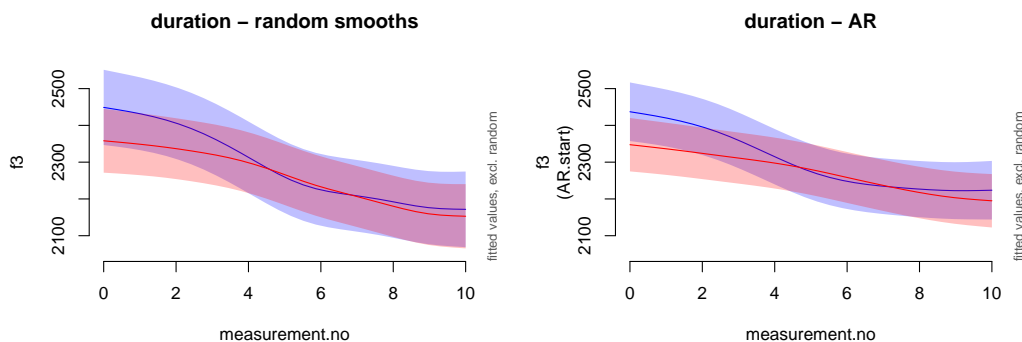 duration – random smooths
f3
2100
2300
2500
0
2
4
6
8
10
measurement.no
fitted values, excl. random
duration – AR
f3
(AR.start)
2100
2300
2500
0
2
4
6
8
10
measurement.no
fitted values, excl. random